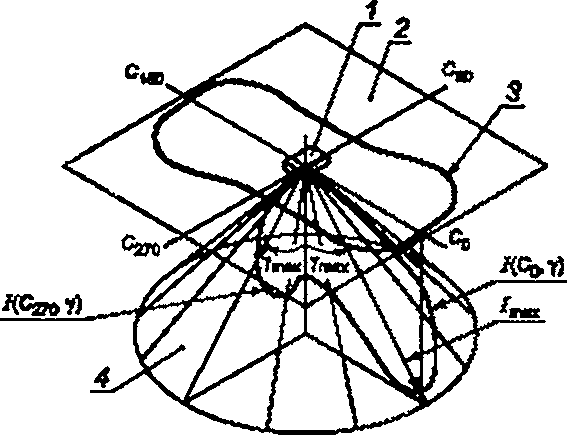 1
2
C180
C90
3
C270
C0
γmax
γmax
I(C270, γ)
I(C0, γ)
Imax
4